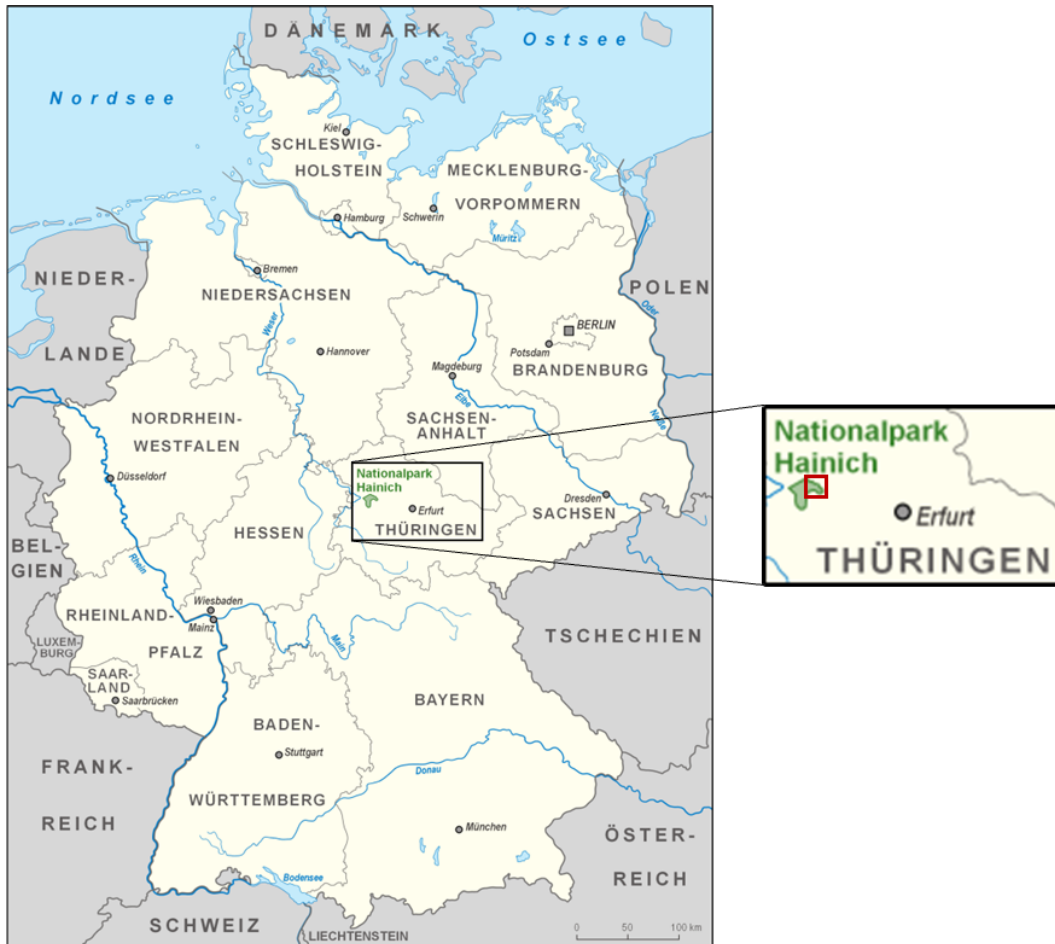 DÄNEMARK
Ostsee
Nordsee
Kiel
SCHLESWIG-
HOLSTEIN
MECKLENBURG-
VORPOMMERN
Hamburg
Schwerin
Müritz
NIEDER-
LANDE
Bremen
NIEDERSACHSEN
Weser
Hannover
POLEN
Oder
BERLIN
Potsdam
BRANDENBURG
Magdeburg
Elbe
Neiße
SACHSEN-
ANHALT
NORDRHEIN-
WESTFALEN
Düsseldorf
Nationalpark
Hainich
Erfurt
THÜRINGEN
Dresden
SACHSEN
HESSEN
BEL-
GIEN
Rhein
Wiesbaden
Mainz
RHEINLAND-
PFALZ
LUXEM-
BURG
Main
TSCHECHIEN
SAAR-
LAND
Saarbrücken
BAYERN
BADEN-
WÜRTTEMBERG
Stuttgart
Donau
FRANK-
REICH
München
ÖSTER-
REICH
Bodensee
SCHWEIZ
LIECHTENSTEIN
0 50 100 km
Nationalpark
Hainich
Erfurt
THÜRINGEN